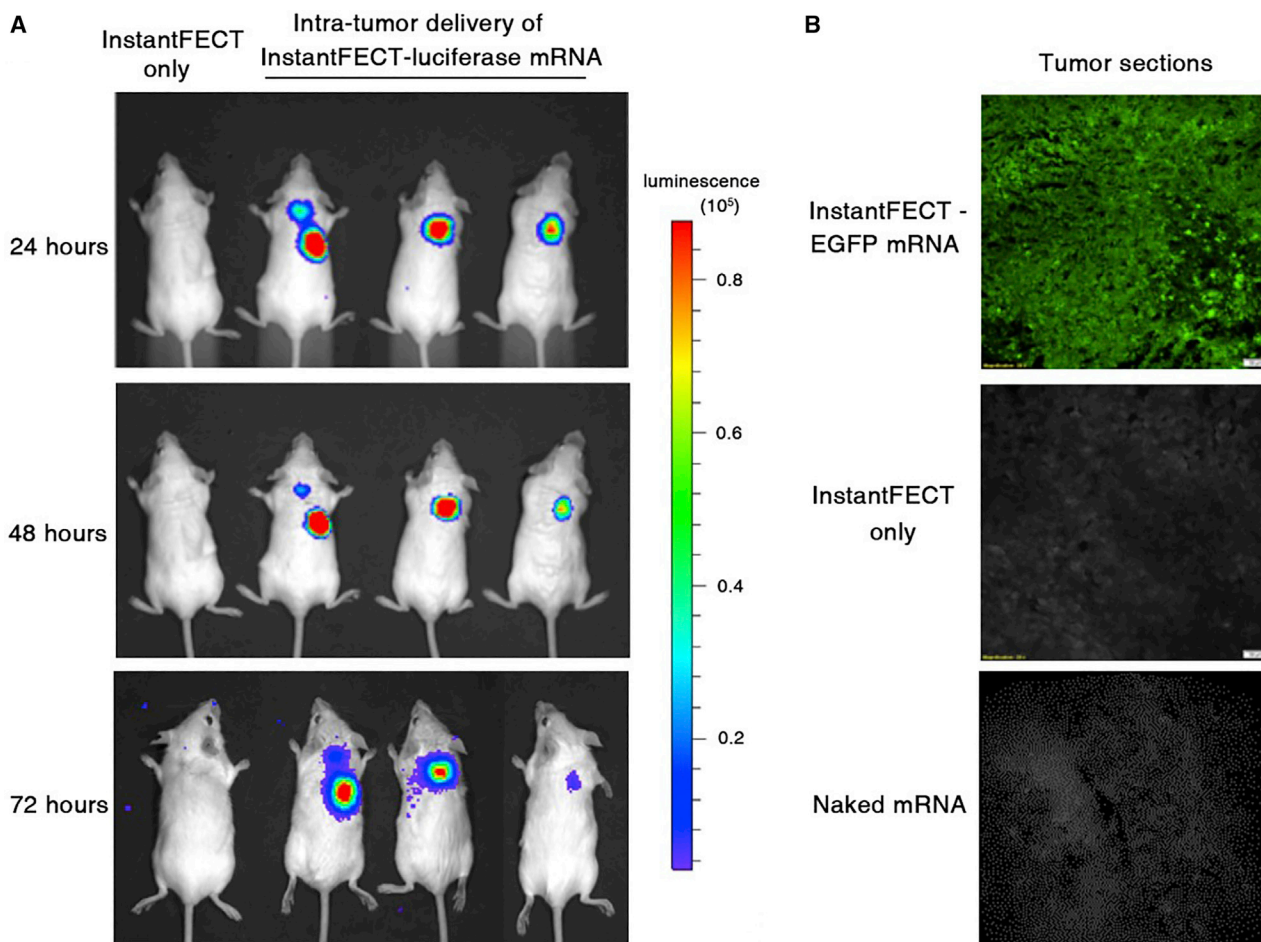 A
InstantFECT
only
Intra-tumor delivery of
InstantFECT-luciferase mRNA
24 hours
48 hours
72 hours
luminescence
(10⁵)
0.8
0.6
0.4
0.2
B
Tumor sections
InstantFECT -
EGFP mRNA
InstantFECT
only
Naked mRNA